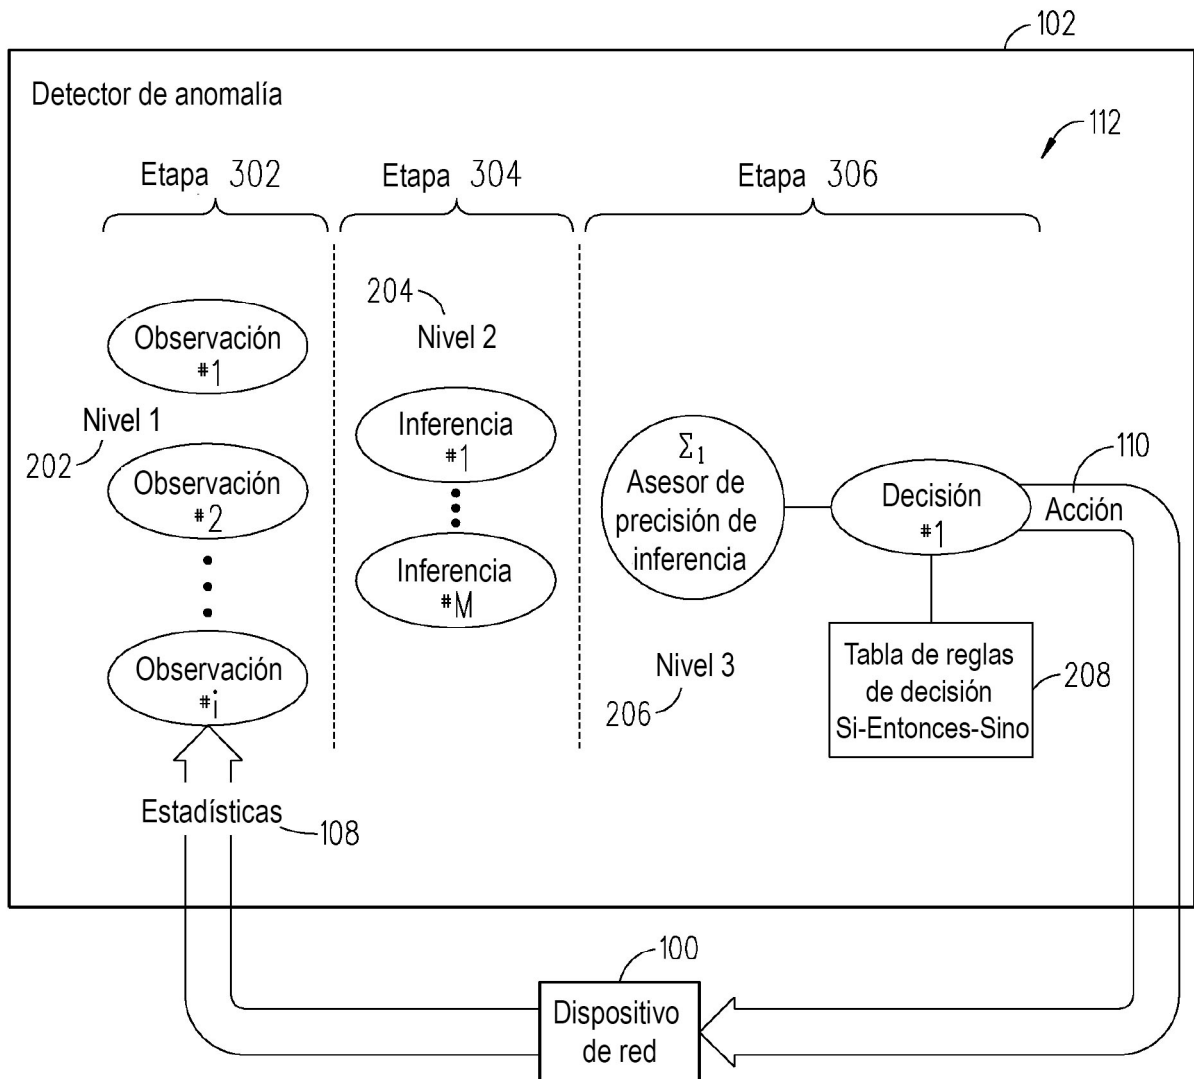 102
Detector de anomalía
112
Etapa 302
Etapa 304
Etapa 306
Observación
#1
Nivel 1
202
Observación
#2
Observación
#i
204
Nivel 2
Inferencia
#1
Inferencia
#M
Σ1
Asesor de
precisión de
inferencia
Nivel 3
206
Decisión
#1
110
Acción
Tabla de reglas
de decisión
Si-Entonces-Sino
208
Estadísticas
108
100
Dispositivo
de red